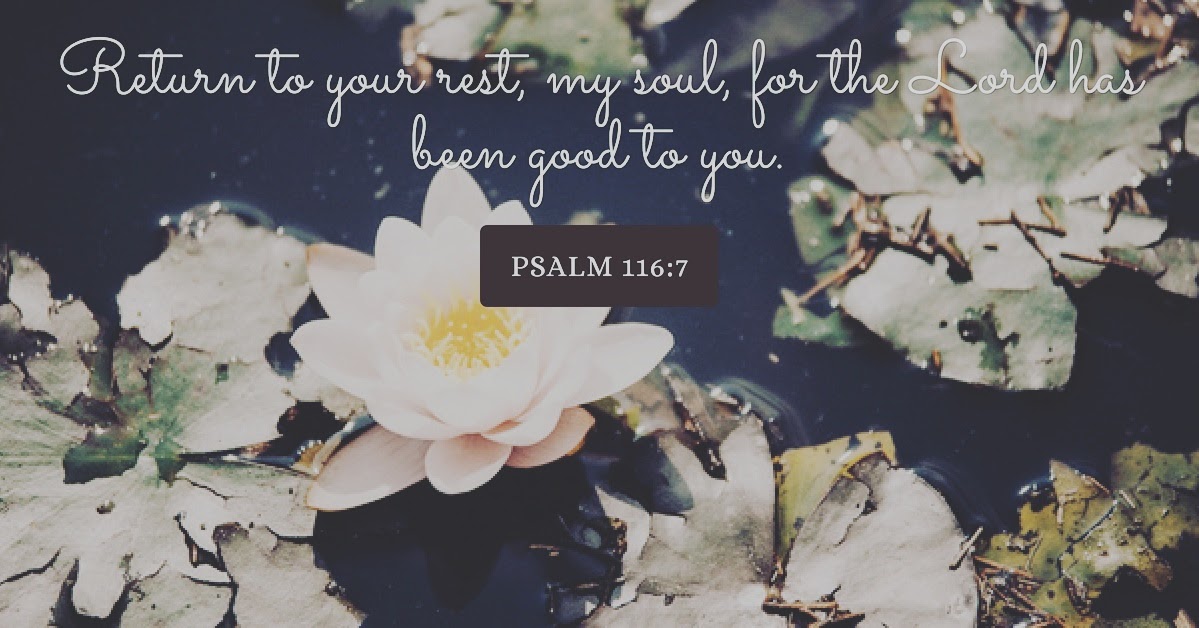 Return to your rest, my soul, for the Lord has
been good to you.
PSALM 116:7